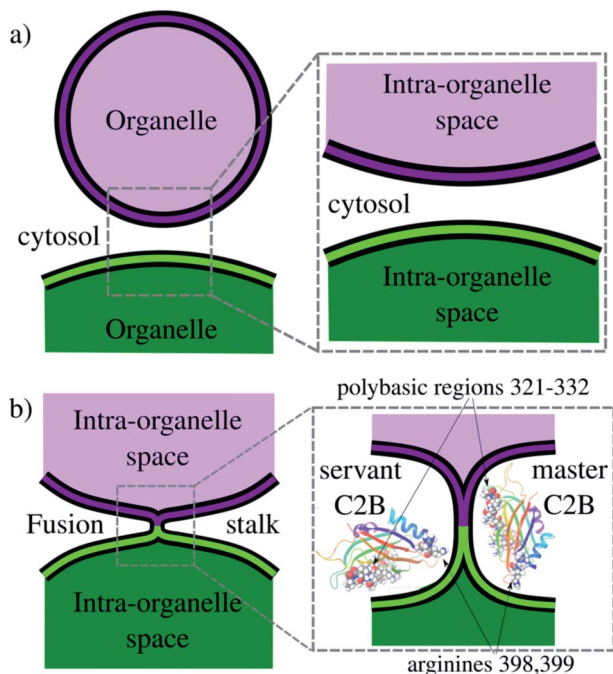 a)
Organelle
cytosol
Organelle
Intra-organelle
space
cytosol
Intra-organelle
space
b)
Intra-organelle
space
Fusion
stalk
Intra-organelle
space
polybasic regions 321-332
servant
C2B
master
C2B
arginines 398,399